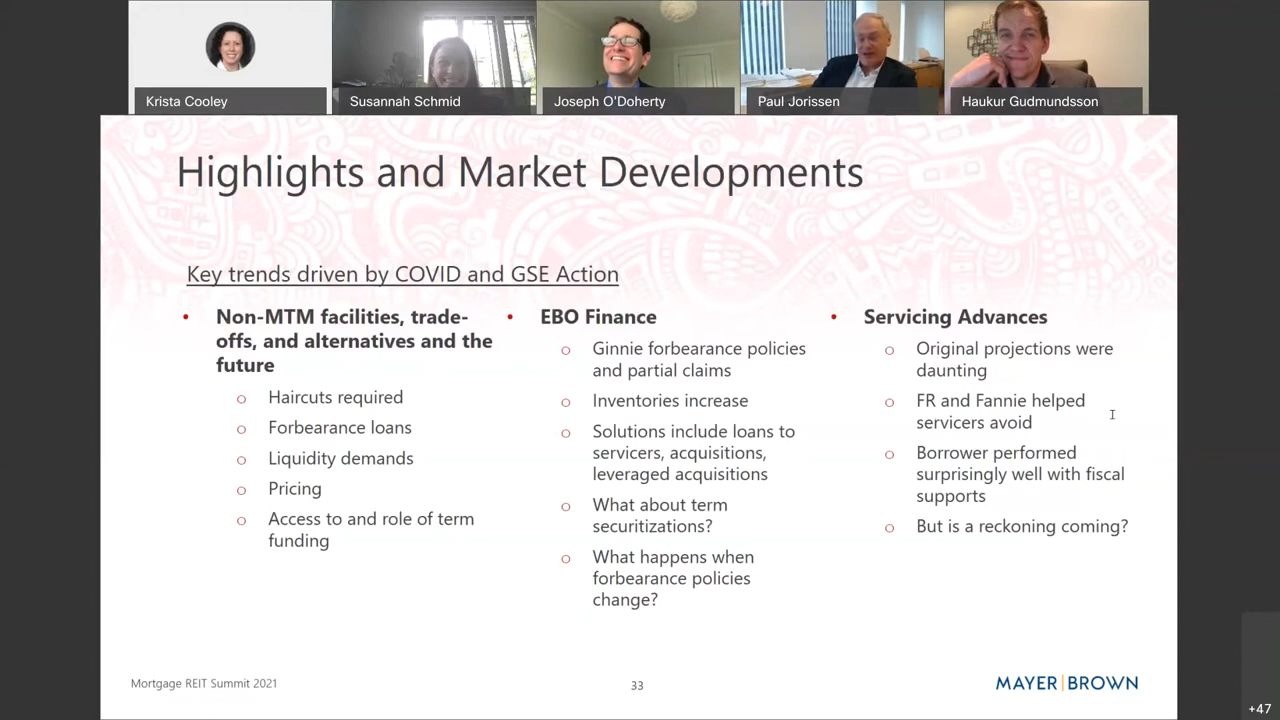 Krista Cooley
Susannah Schmid
Joseph O'Doherty
Paul Jorissen
Haukur Gudmundsson
Highlights and Market Developments
Key trends driven by COVID and GSE Action
• Non-MTM facilities, trade-
offs, and alternatives and the
future
o Haircuts required
o Forbearance loans
o Liquidity demands
o Pricing
o Access to and role of term
funding
• EBO Finance
o Ginnie forbearance policies
and partial claims
o Inventories increase
o Solutions include loans to
servicers, acquisitions,
leveraged acquisitions
o What about term
securitizations?
o What happens when
forbearance policies
change?
• Servicing Advances
o Original projections were
daunting
o FR and Fannie helped
servicers avoid
o Borrower performed
surprisingly well with fiscal
supports
o But is a reckoning coming?
Mortgage REIT Summit 2021
33
MAYER | BROWN
+47